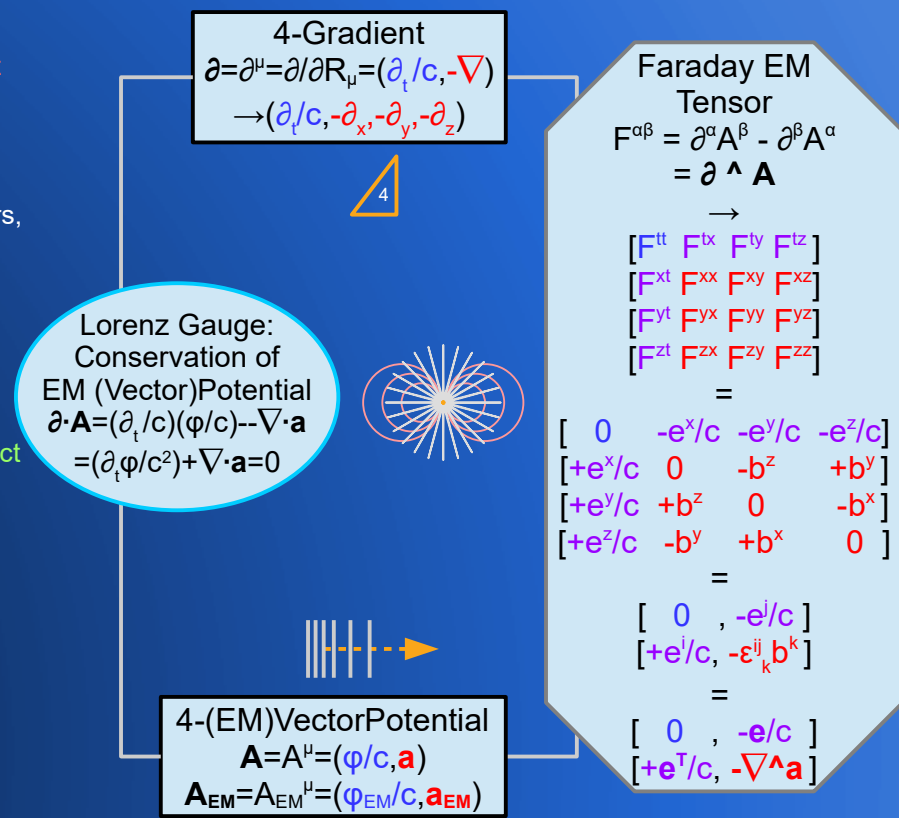 4-Gradient
∂=∂^μ=∂/∂R_μ=(∂_t/c,-∇)
→(∂_t/c,-∂_x,-∂_y,-∂_z)
4
Lorenz Gauge:
Conservation of
EM (Vector)Potential
∂·A=(∂_t/c)(φ/c)--∇·a
=(∂_tφ/c²)+∇·a=0
4-(EM)VectorPotential
A=A^μ=(φ/c,a)
A_EM=A_EM^μ=(φ_EM/c,a_EM)
Faraday EM
Tensor
F^αβ = ∂^αA^β - ∂^βA^α
= ∂ ^ A
→
[F^tt F^tx F^ty F^tz]
[F^xt F^xx F^xy F^xz]
[F^yt F^yx F^yy F^yz]
[F^zt F^zx F^zy F^zz]
=
[ 0 -e^x/c -e^y/c -e^z/c]
[+e^x/c 0 -b^z +b^y]
[+e^y/c +b^z 0 -b^x]
[+e^z/c -b^y +b^x 0 ]
=
[ 0 , -e^j/c ]
[+e^i/c, -ε^ij_k b^k]
=
[ 0 , -e/c ]
[+e^T/c, -∇^a]